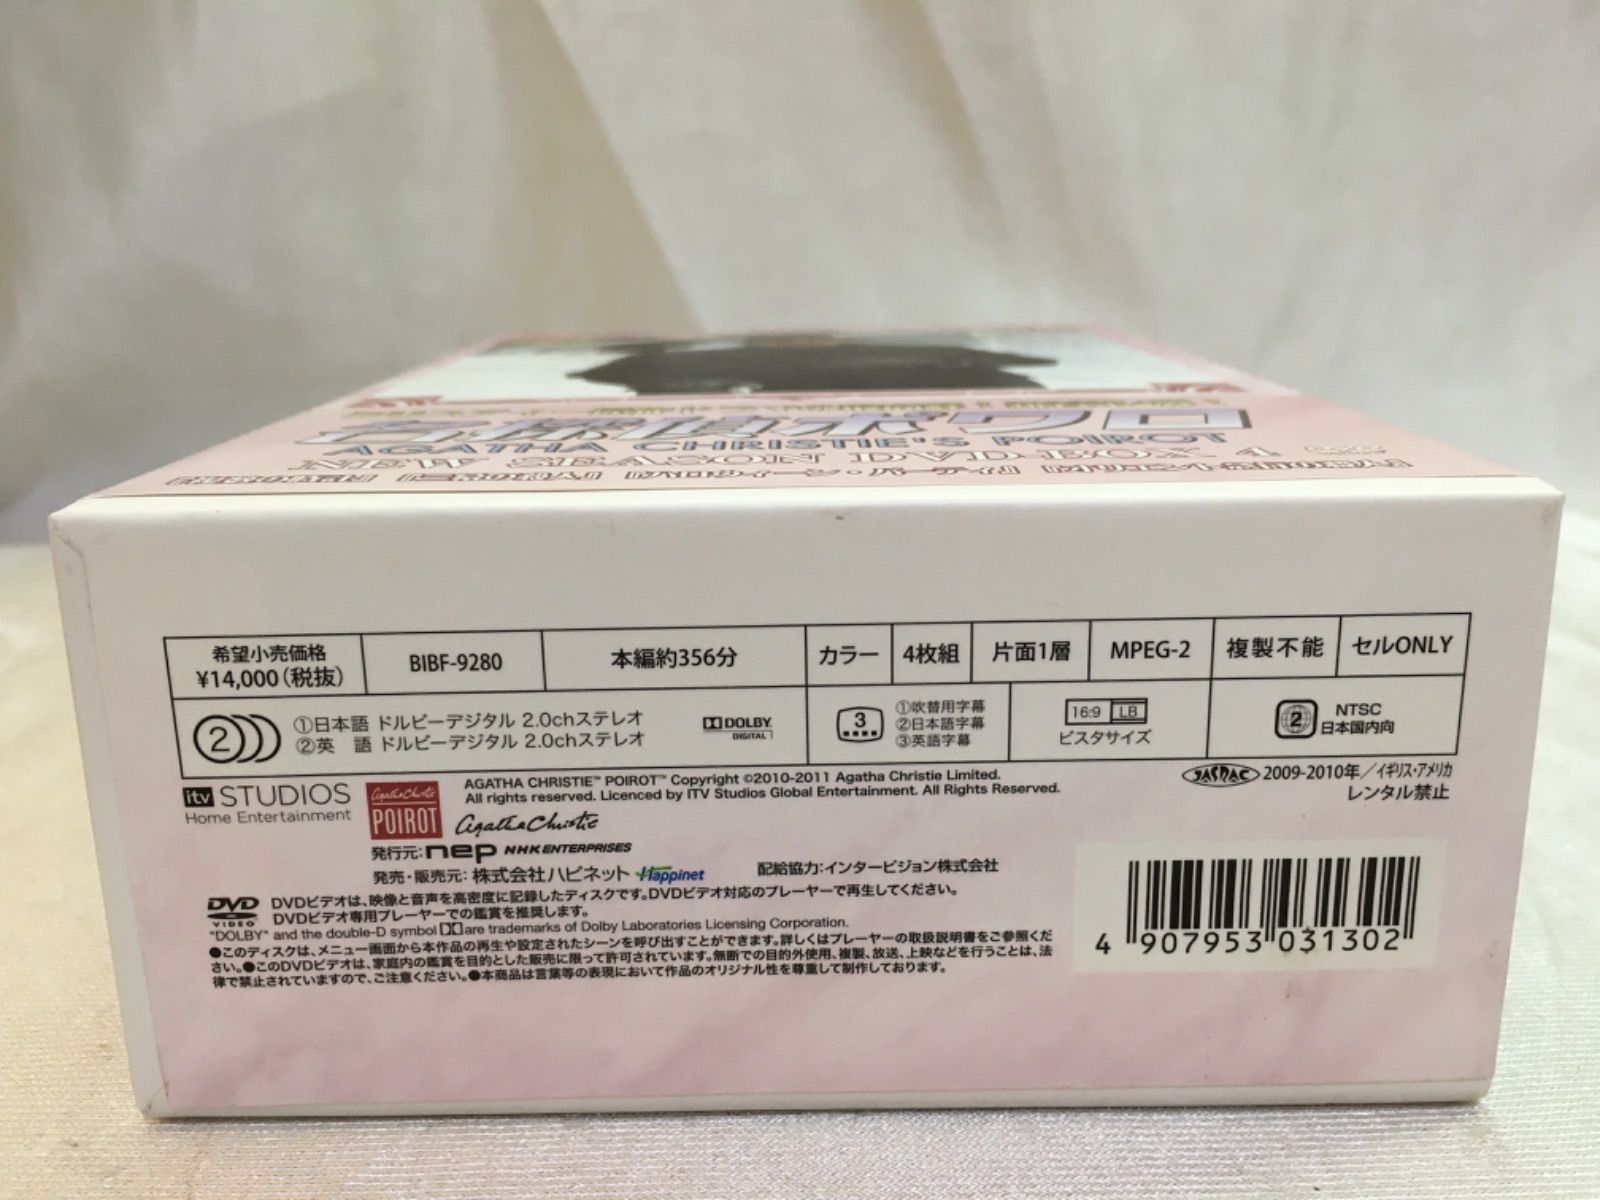 名探偵ポワロ
AGATHA CHRISTIE'S POIROT
NEW SEASON DVD-BOX 4
希望小売価格
¥14,000(税抜)
BIBF-9280
本編約356分
カラー
4枚組
片面1層
MPEG-2
複製不能
セルONLY
2
①日本語 ドルビーデジタル 2.0chステレオ
②英 語 ドルビーデジタル 2.0chステレオ
DOLBY
DIGITAL
3
①吹替用字幕
②日本語字幕
③英語字幕
16:9 LB
ビスタサイズ
2
NTSC
日本国内向
itv STUDIOS
Home Entertainment
Agatha Christie
POIROT
AGATHA CHRISTIE™ POIROT™ Copyright ©2010-2011 Agatha Christie Limited.
All rights reserved. Licenced by ITV Studios Global Entertainment. All Rights Reserved.
Agatha Christie
JASRAC 2009-2010年/イギリス・アメリカ
レンタル禁止
発行元:nep NHK ENTERPRISES
発売・販売元:株式会社ハピネット Happinet
配給協力:インタービジョン株式会社
DVD
VIDEO
DVDビデオは、映像と音声を高密度に記録したディスクです。DVDビデオ対応のプレーヤーで再生してください。
DVDビデオ専用プレーヤーでの鑑賞を推奨します。
"DOLBY" and the double-D symbol are trademarks of Dolby Laboratories Licensing Corporation.
●このディスクは、メニュー画面から本作品の再生や設定されたシーンを呼び出すことができます。詳しくはプレーヤーの取扱説明書をご参照くだ
さい。●このDVDビデオは、家庭内の鑑賞を目的とした販売に限って許可されています。無断での目的外使用、複製、放送、上映などを行うことは、法
律で禁止されていますので、ご注意ください。●本商品は言葉等の表現において作品のオリジナル性を尊重して制作しております。
4 907953 031302